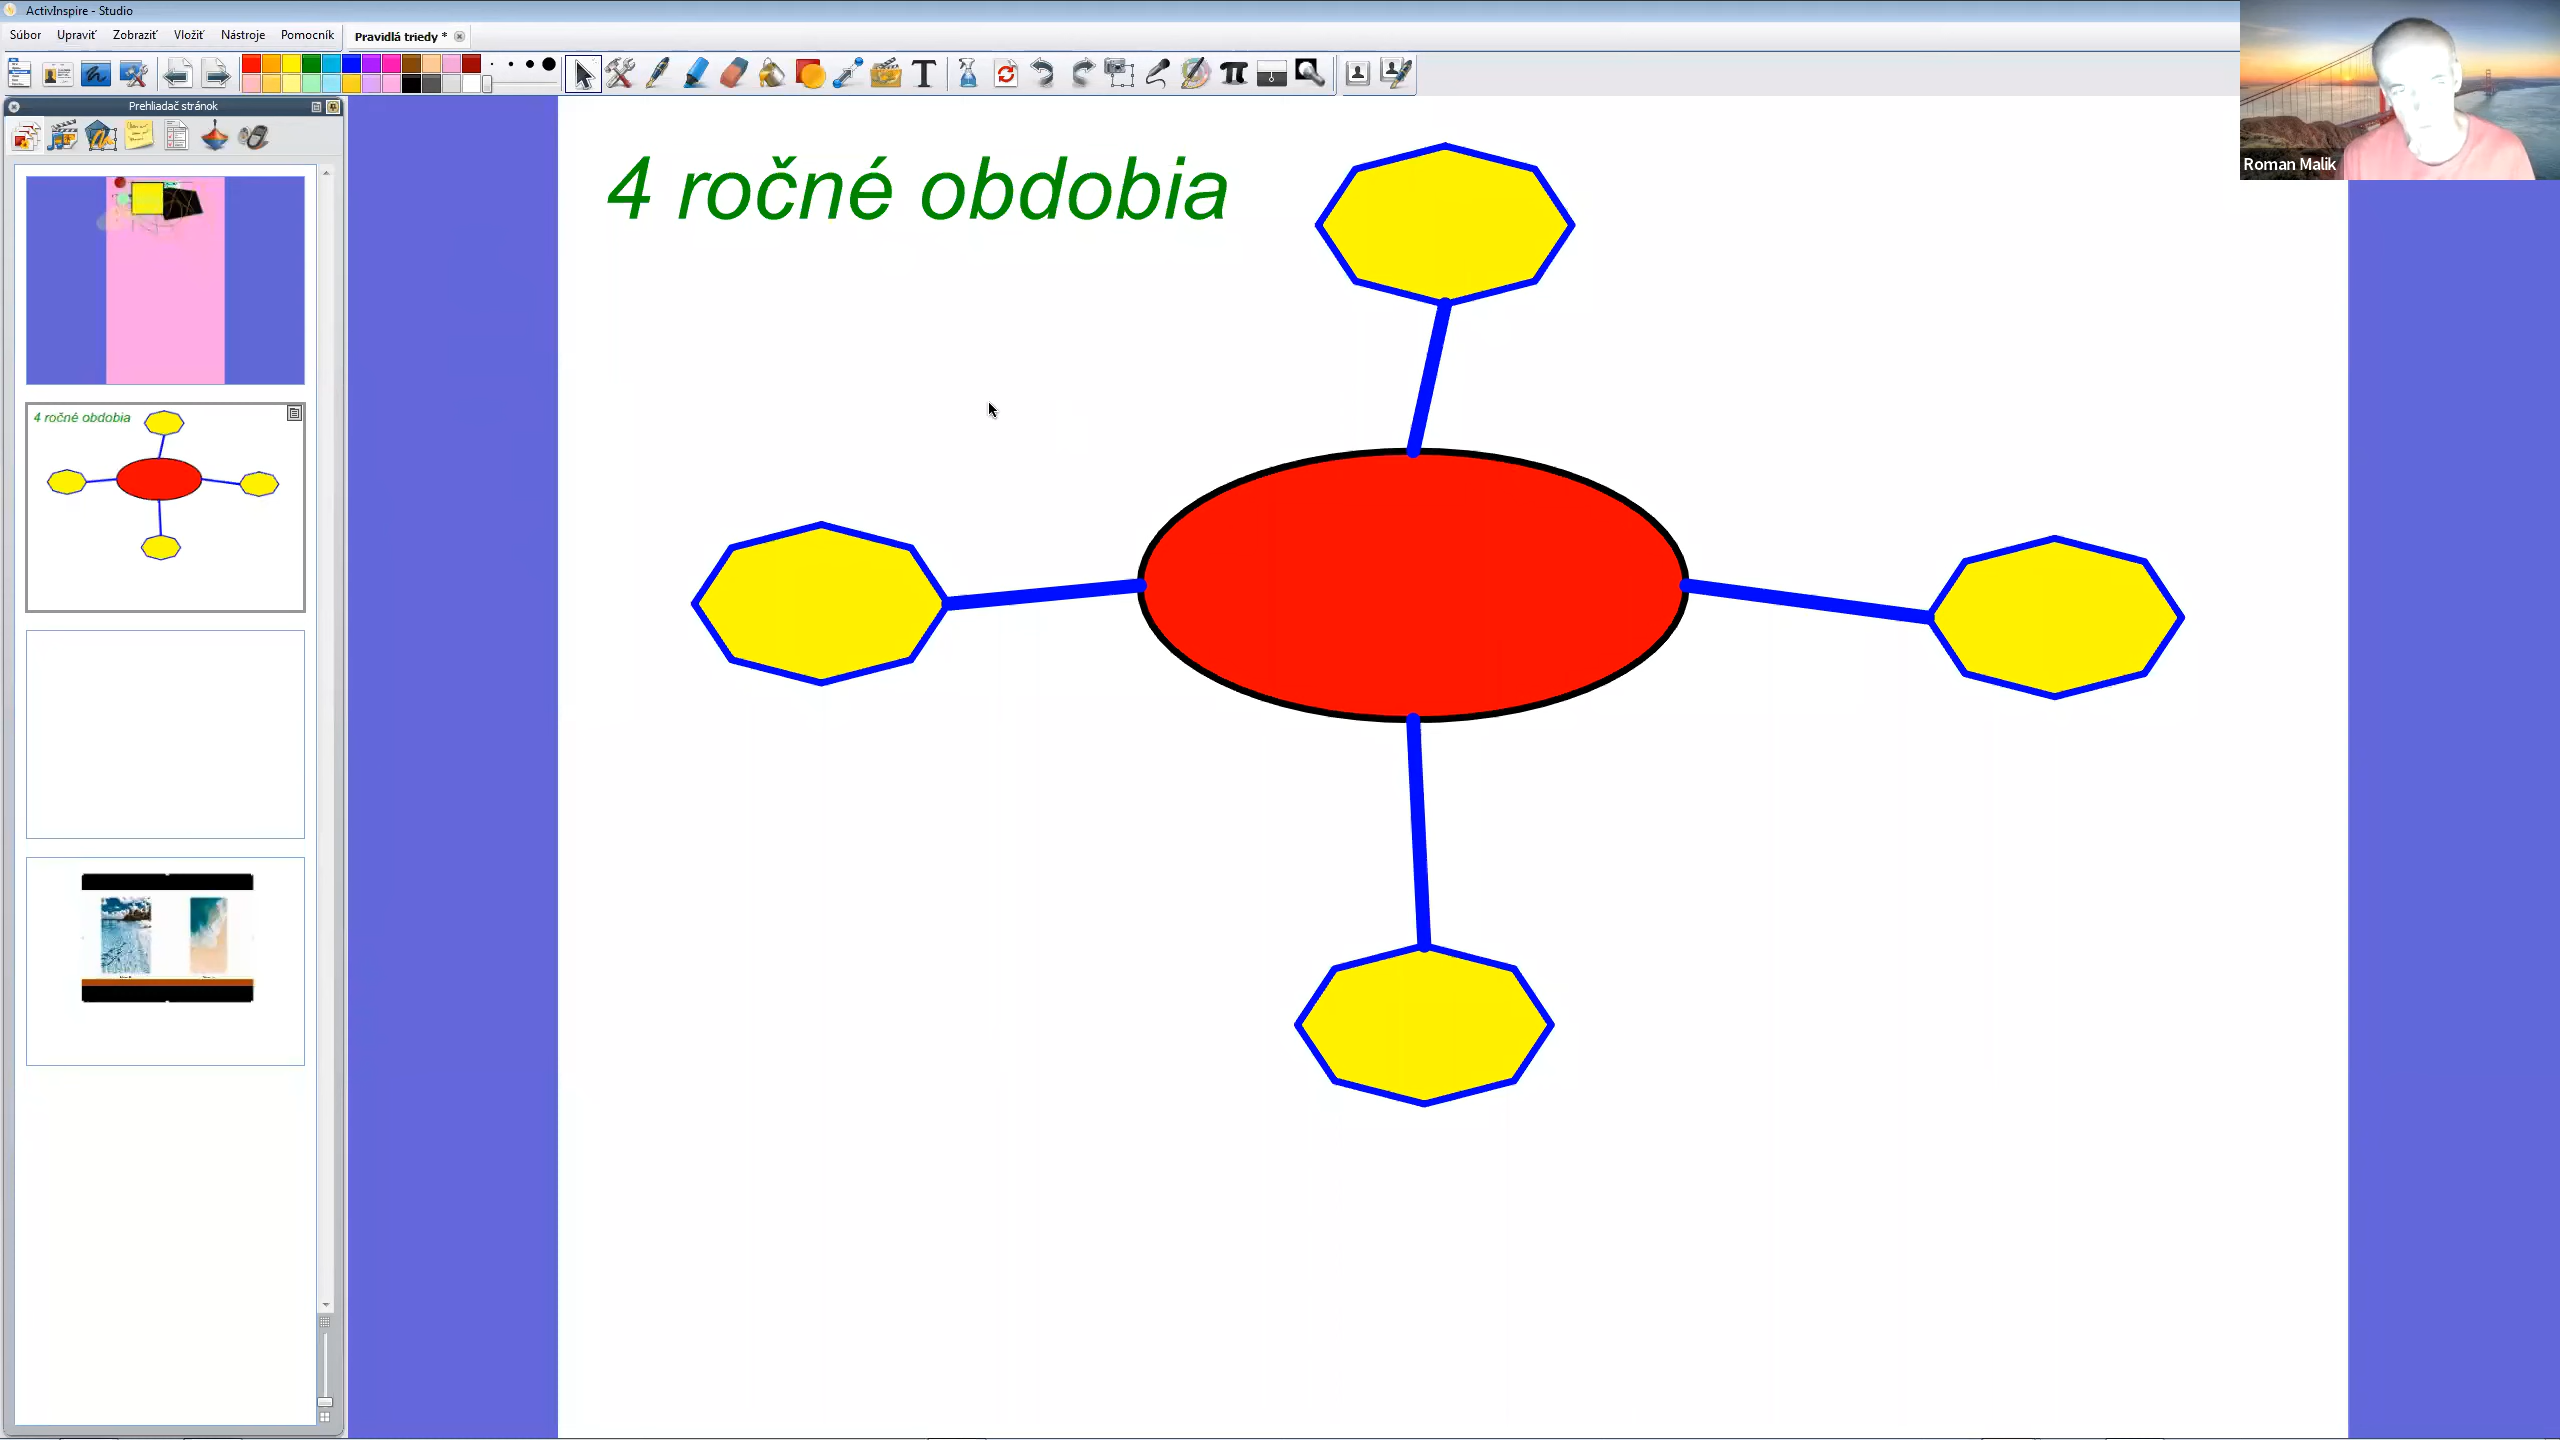 ActivInspire - Studio
Súbor Upraviť Zobraziť Vložiť Nástroje Pomocník
Pravidlá triedy *
Prehliadač stránok
4 ročné obdobia
4 ročné obdobia
Roman Malik